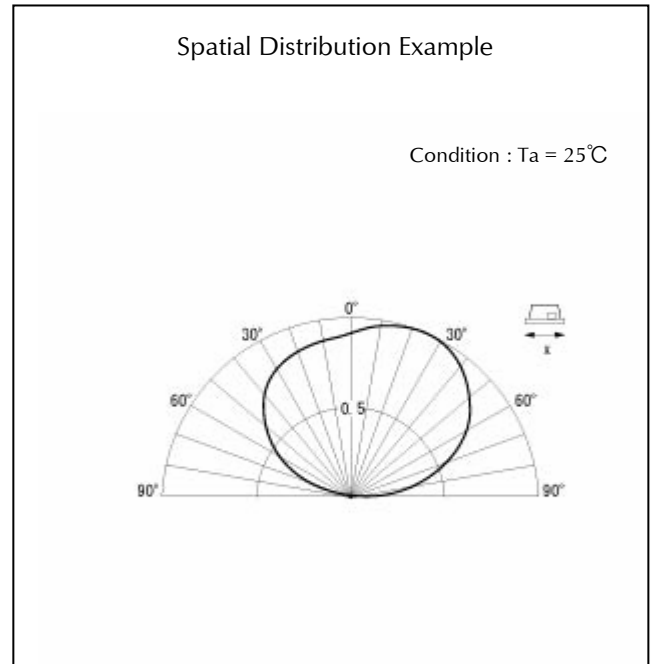 Spatial Distribution Example
Condition : Ta = 25℃
0°
30°
30°
60°
60°
0.5
90°
90°
x